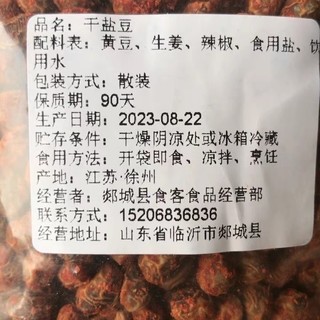 品名：干盐豆
配料表：黄豆、生姜、辣椒、食用盐、饮
用水
包装方式：散装
保质期：90天
生产日期：2023-08-22
贮存条件：干燥阴凉处或冰箱冷藏
食用方法：开袋即食、凉拌、烹饪
产地：江苏·徐州
经营者：郯城县食客食品经营部
联系方式：15206836836
经营地址：山东省临沂市郯城县